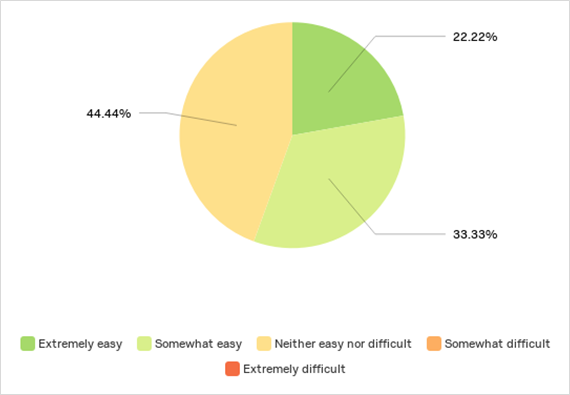 22.22%
44.44%
33.33%
Extremely easy Somewhat easy Neither easy nor difficult Somewhat difficult
Extremely difficult